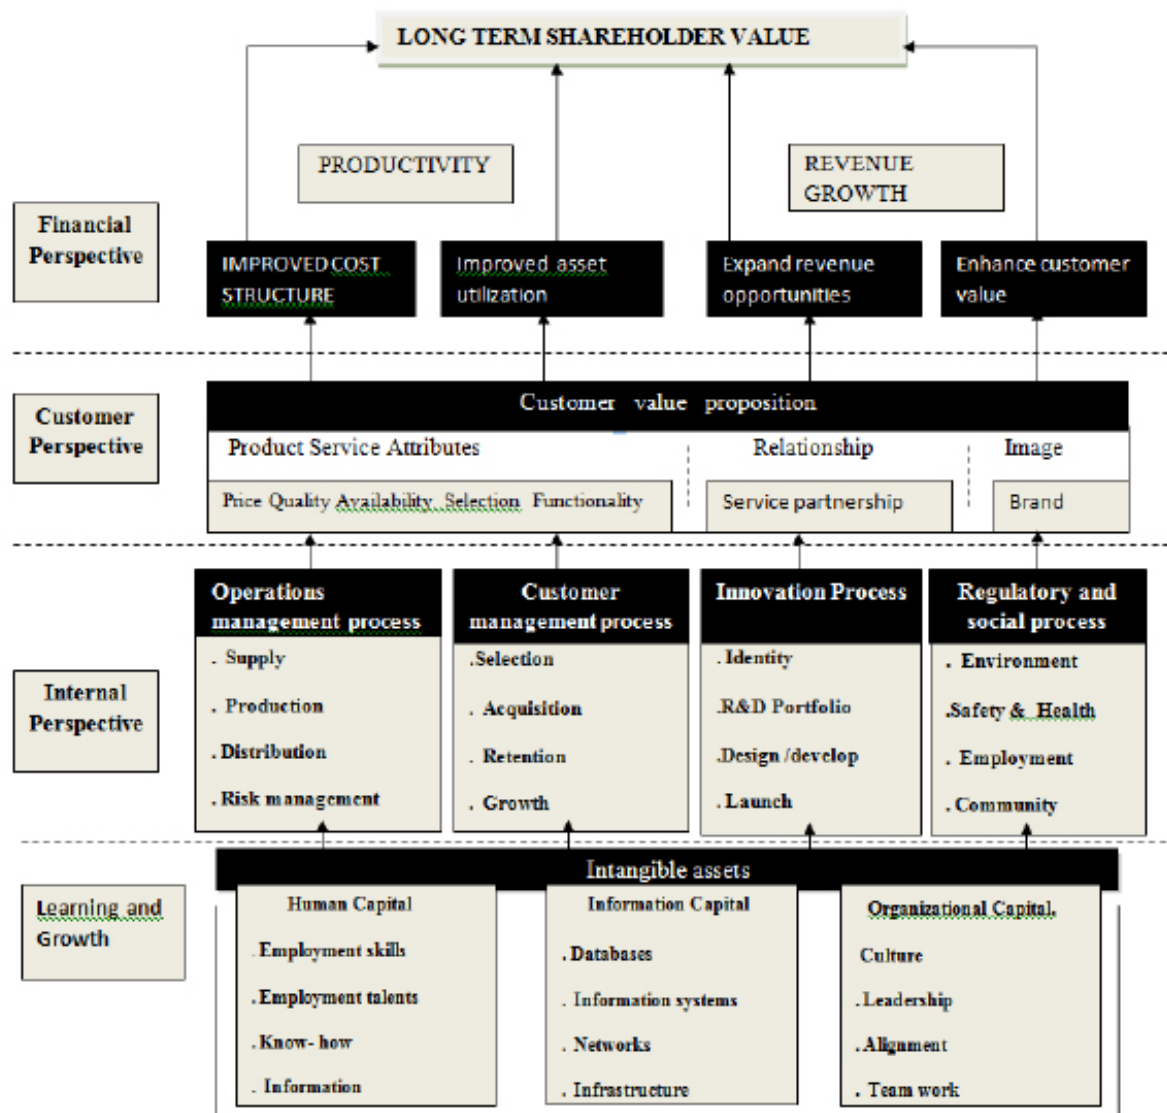 LONG TERM SHAREHOLDER VALUE
PRODUCTIVITY
REVENUE
GROWTH
Financial
Perspective
IMPROVED COST
STRUCTURE
Improved asset
utilization
Expand revenue
opportunities
Enhance customer
value
Customer
Perspective
Customer value proposition
Product Service Attributes
Relationship
Image
Price Quality Availability Selection Functionality
Service partnership
Brand
Internal
Perspective
Operations
management process
. Supply
. Production
. Distribution
. Risk management
Customer
management process
.Selection
. Acquisition
. Retention
. Growth
Innovation Process
. Identity
.R&D Portfolio
.Design /develop
. Launch
Regulatory and
social process
. Environment
.Safety & Health
. Employment
. Community
Learning and
Growth
Intangible assets
Human Capital
. Employment skills
. Employment talents
. Know- how
. Information
Information Capital
. Databases
. Information systems
. Networks
. Infrastructure
Organizational Capital.
Culture
. Leadership
. Alignment
. Team work